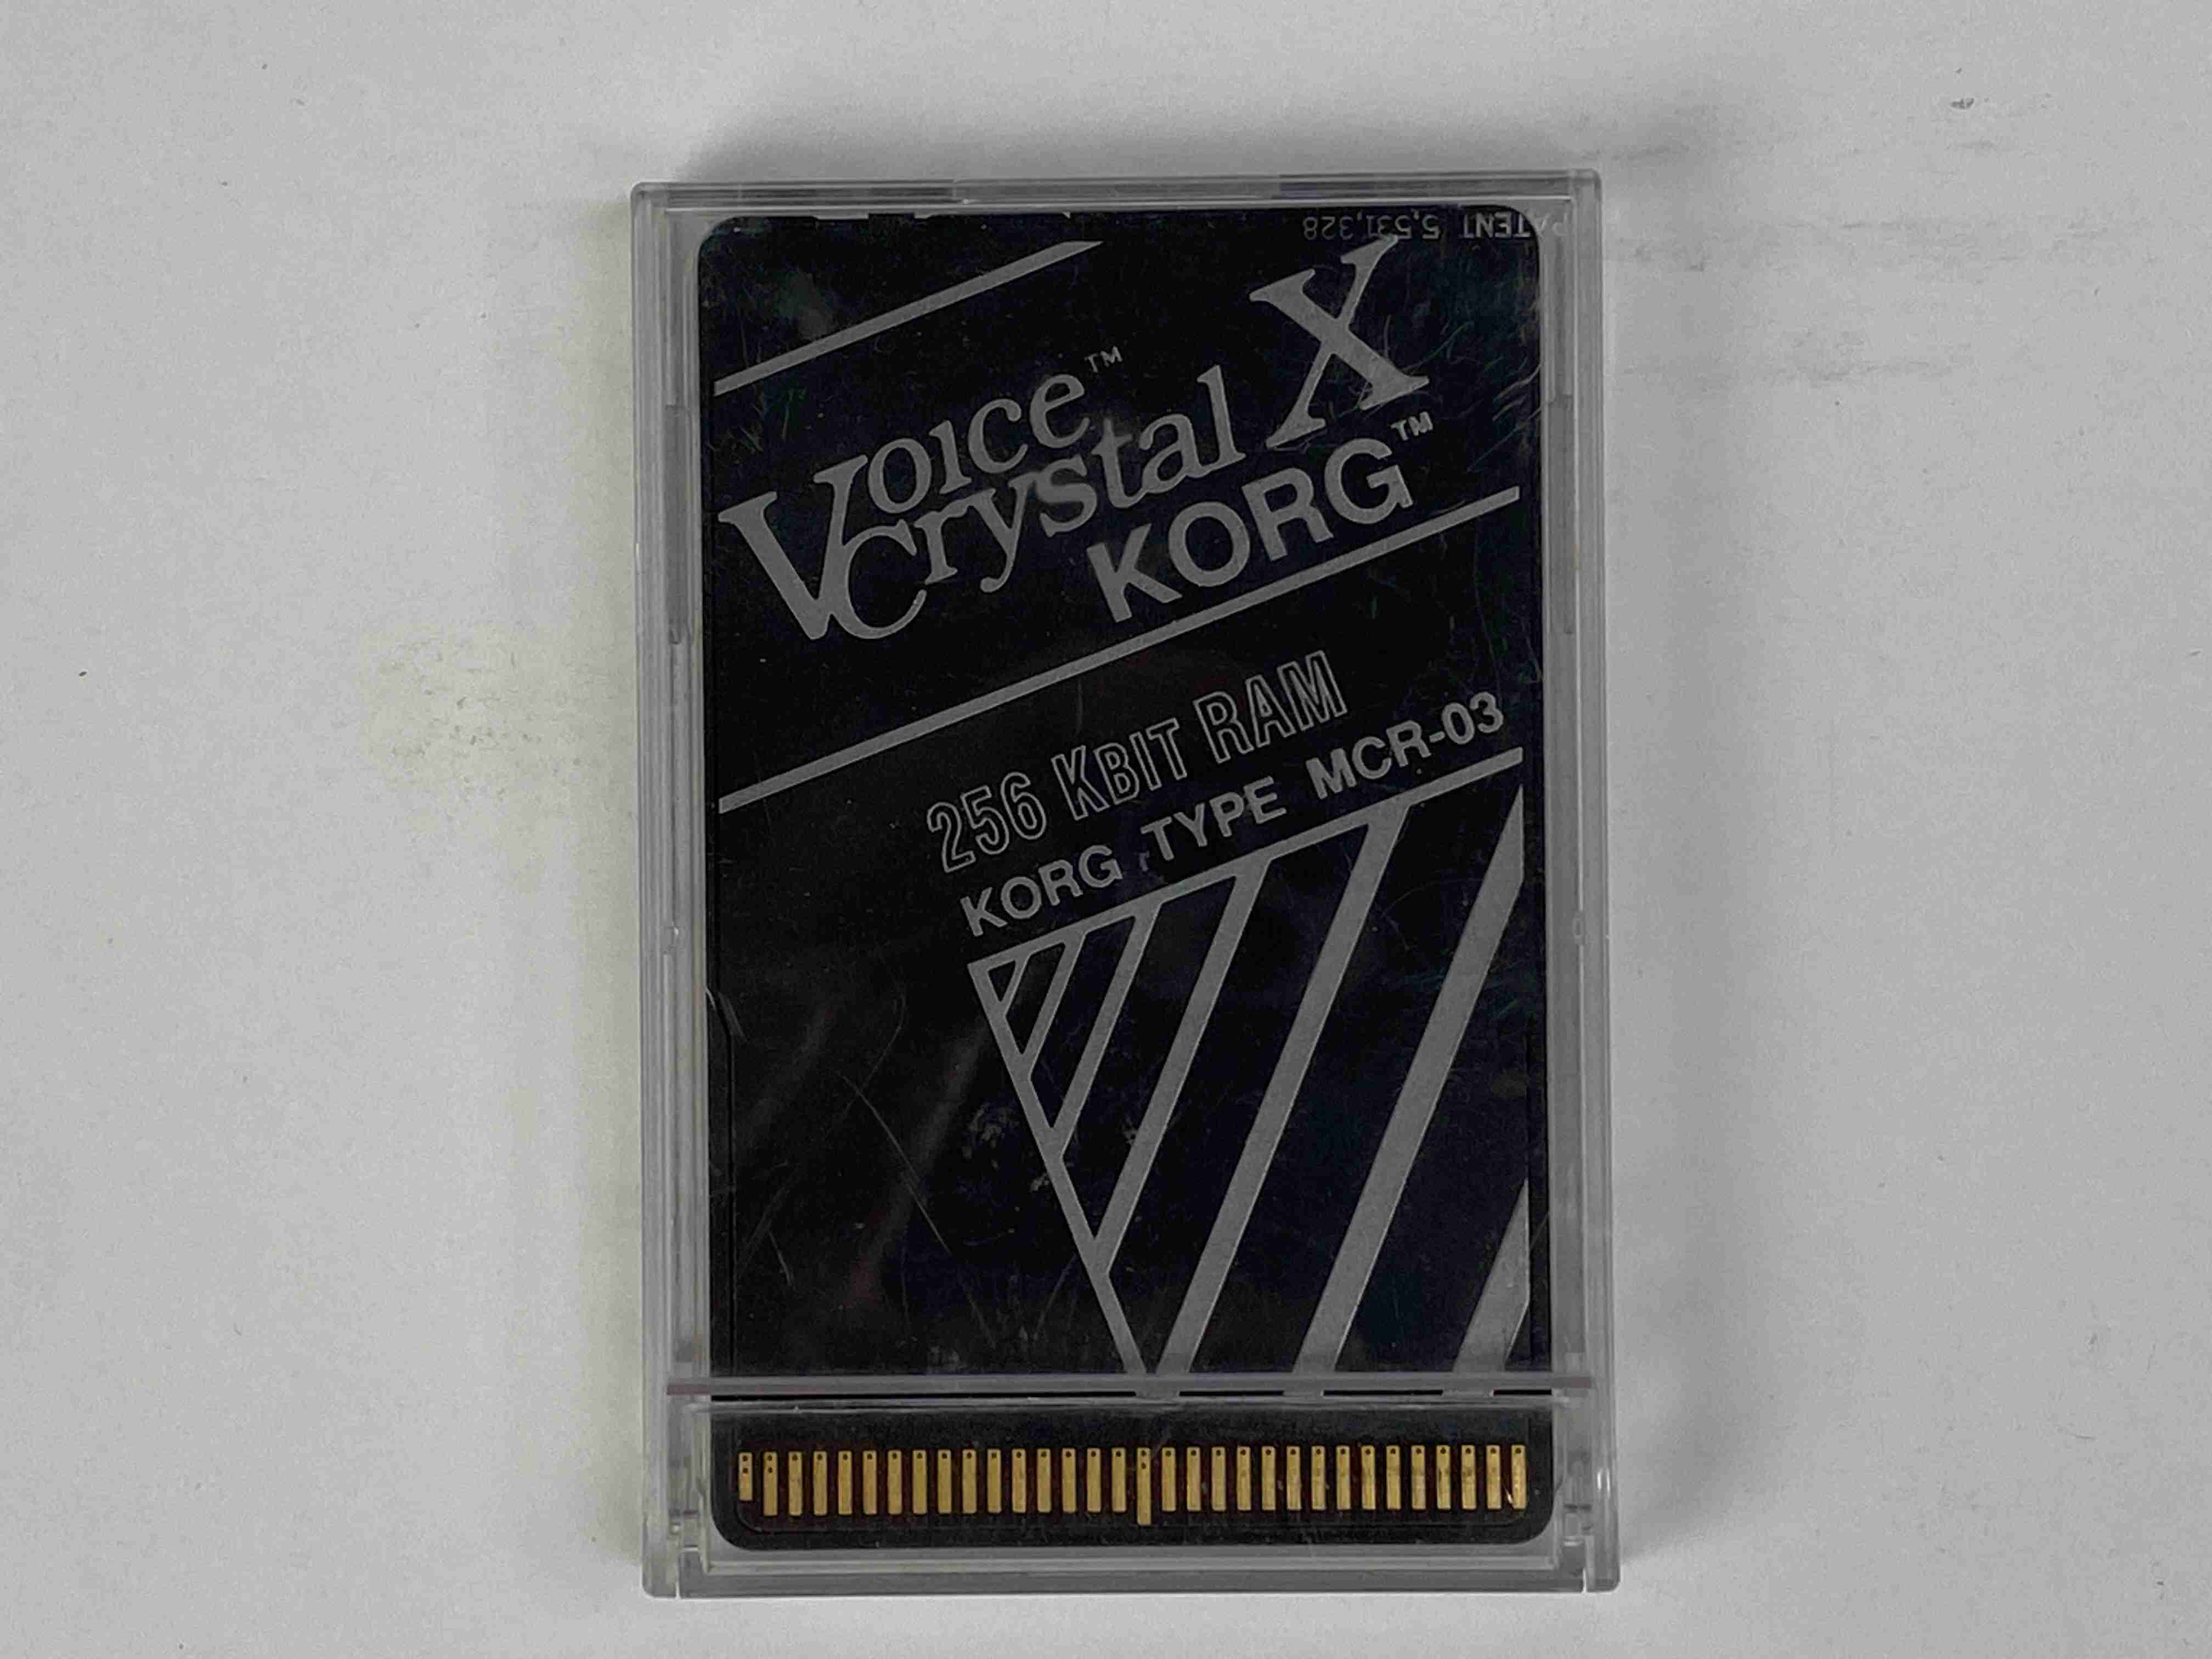 PATENT 5,531,328
Voice™
Crystal X
KORG™
256 KBIT RAM
KORG TYPE MCR-03